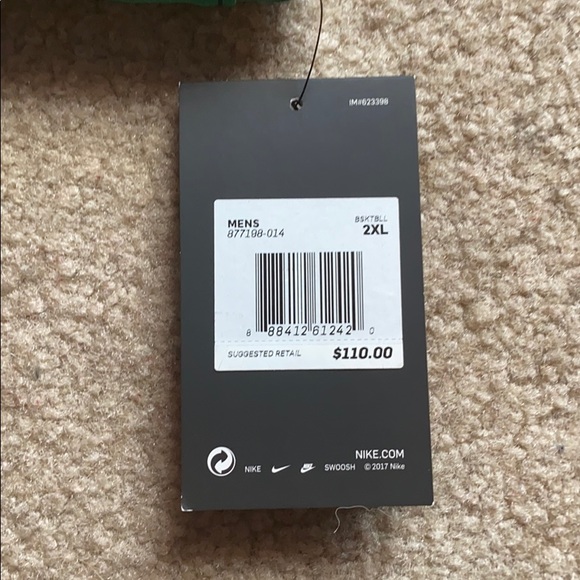 IM#623398
MENS BSKTBLL
877198-014 2XL
8 88412 61242 0
SUGGESTED RETAIL $110.00
NIKE.COM
NIKE SWOOSH © 2017 Nike